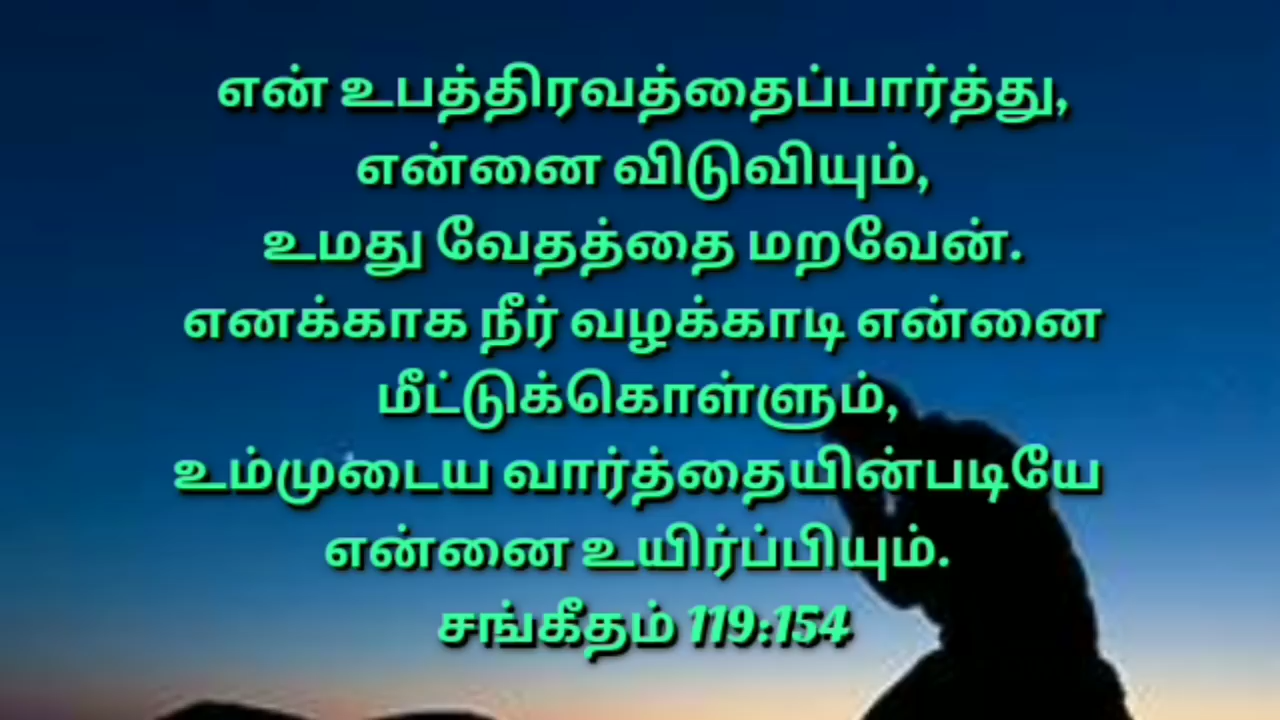 என் உபத்திரவத்தைப்பார்த்து,
என்னை விடுவியும்,
உமது வேதத்தை மறவேன்.
எனக்காக நீர் வழக்காடி என்னை
மீட்டுக்கொள்ளும்,
உம்முடைய வார்த்தையின்படியே
என்னை உயிர்ப்பியும்.
சங்கீதம் 119:154